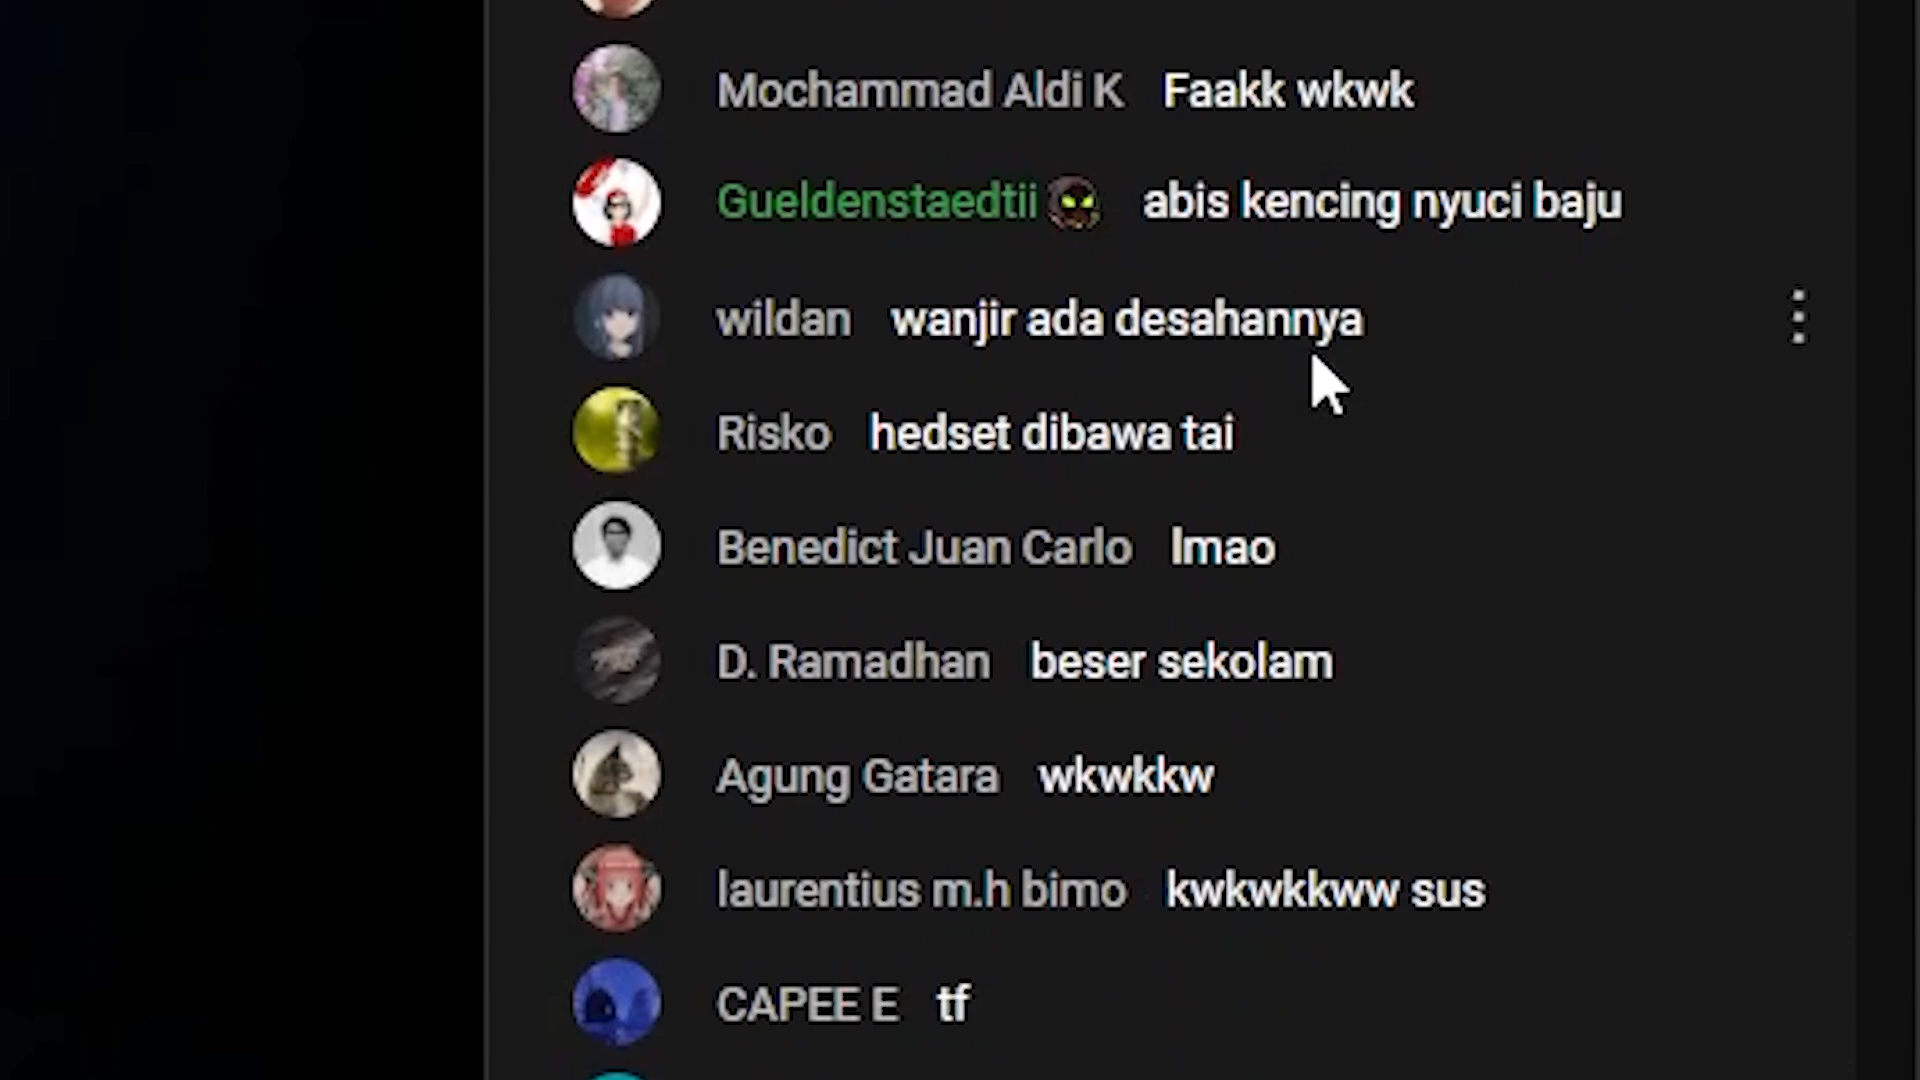 Mochammad Aldi K Faakk wkwk
Gueldenstaedtii abis kencing nyuci baju
wildan wanjir ada desahannya
Risko hedset dibawa tai
Benedict Juan Carlo lmao
D. Ramadhan beser sekolam
Agung Gatara wkwkkw
laurentius m.h bimo kwkwkkww sus
CAPEE E tf